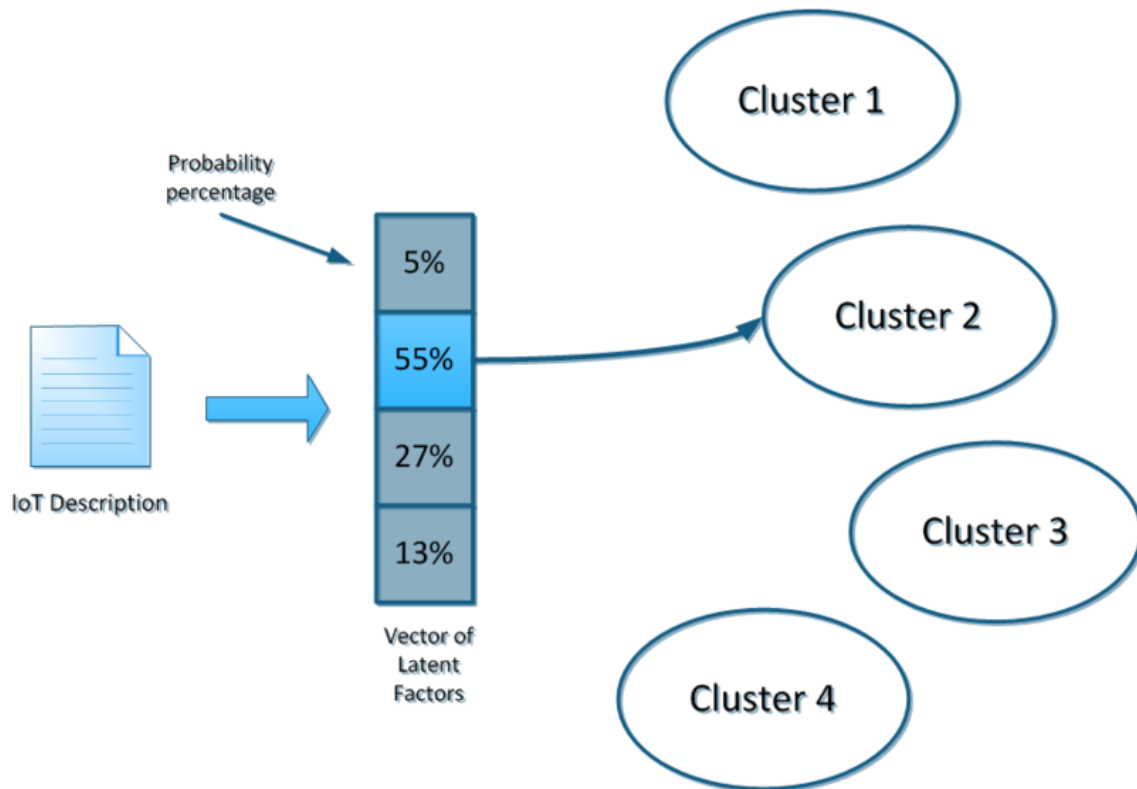 Cluster 1
Probability
percentage
5%
Cluster 2
55%
27%
IoT Description
Cluster 3
13%
Vector of
Latent
Factors
Cluster 4